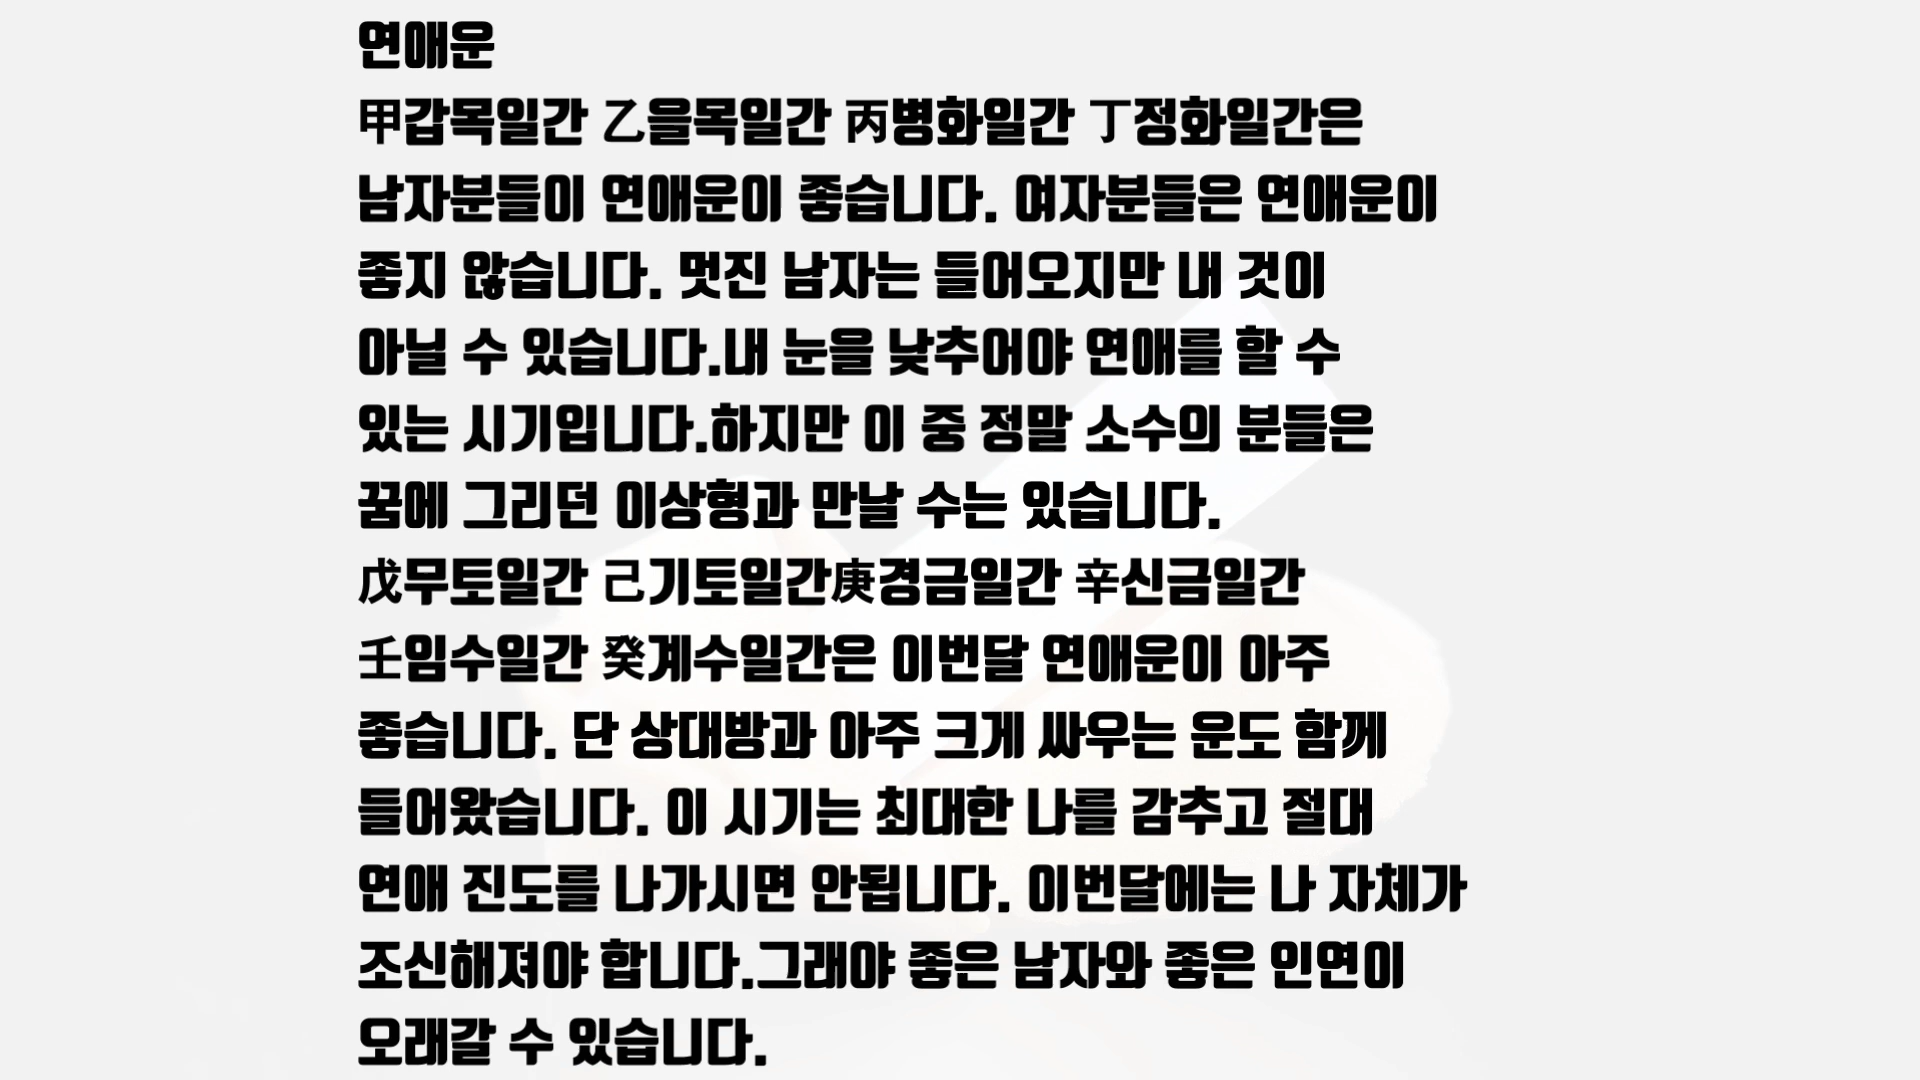 연애운
甲갑목일간 乙을목일간 丙병화일간 丁정화일간은
남자분들이 연애운이 좋습니다. 여자분들은 연애운이
좋지 않습니다. 멋진 남자는 들어오지만 내 것이
아닐 수 있습니다.내 눈을 낮추어야 연애를 할 수
있는 시기입니다.하지만 이 중 정말 소수의 분들은
꿈에 그리던 이상형과 만날 수는 있습니다.
戊무토일간 己기토일간庚경금일간 辛신금일간
壬임수일간 癸계수일간은 이번달 연애운이 아주
좋습니다. 단 상대방과 아주 크게 싸우는 운도 함께
들어왔습니다. 이 시기는 최대한 나를 감추고 절대
연애 진도를 나가시면 안됩니다. 이번달에는 나 자체가
조신해져야 합니다.그래야 좋은 남자와 좋은 인연이
오래갈 수 있습니다.